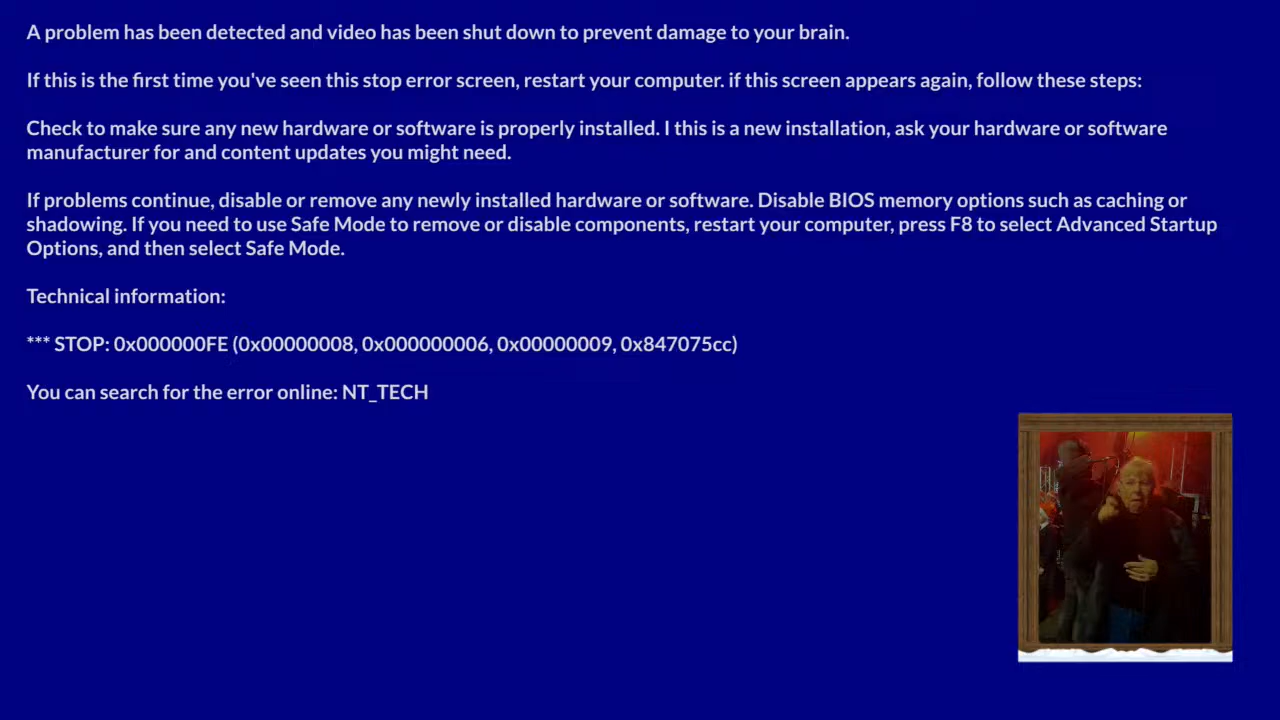 A problem has been detected and video has been shut down to prevent damage to your brain.
If this is the first time you've seen this stop error screen, restart your computer. if this screen appears again, follow these steps:
Check to make sure any new hardware or software is properly installed. I this is a new installation, ask your hardware or software
manufacturer for and content updates you might need.
If problems continue, disable or remove any newly installed hardware or software. Disable BIOS memory options such as caching or
shadowing. If you need to use Safe Mode to remove or disable components, restart your computer, press F8 to select Advanced Startup
Options, and then select Safe Mode.
Technical information:
*** STOP: 0x000000FE (0x00000008, 0x000000006, 0x00000009, 0x847075cc)
You can search for the error online: NT_TECH